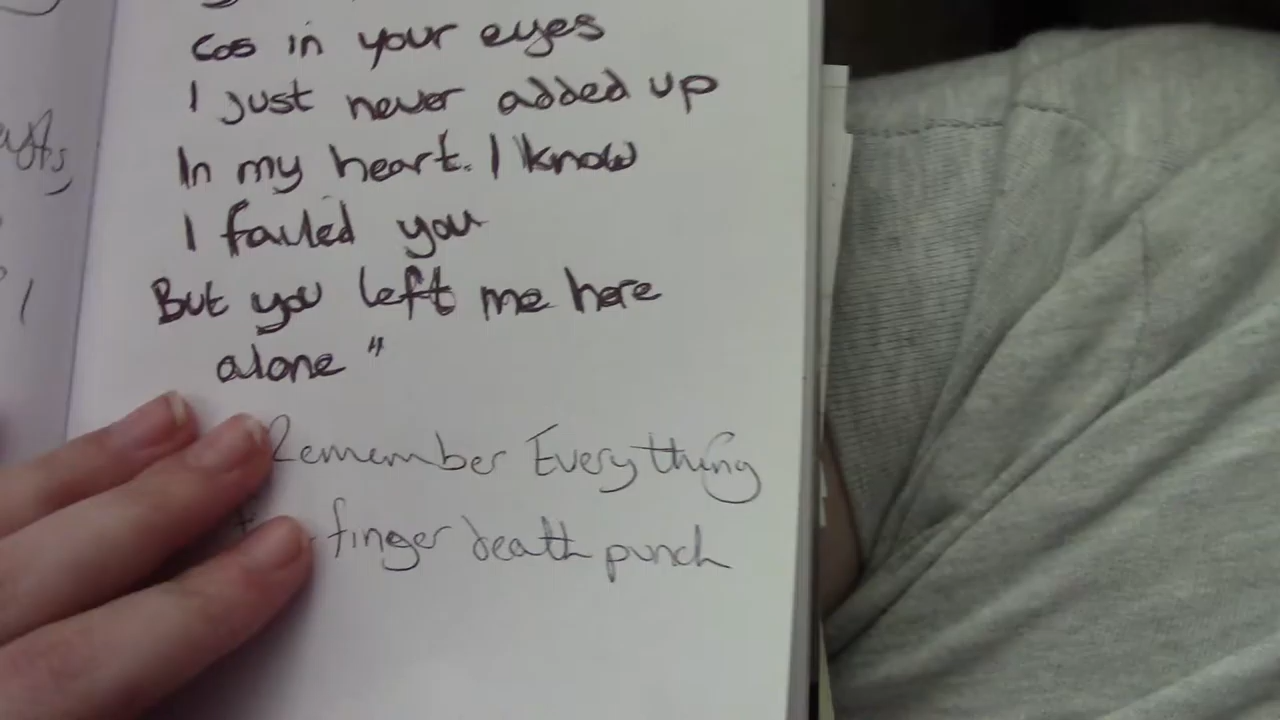 cos in your eyes
I just never added up
In my heart. I know
I failed you
But you left me here
alone"
Remember Everything
finger death punch